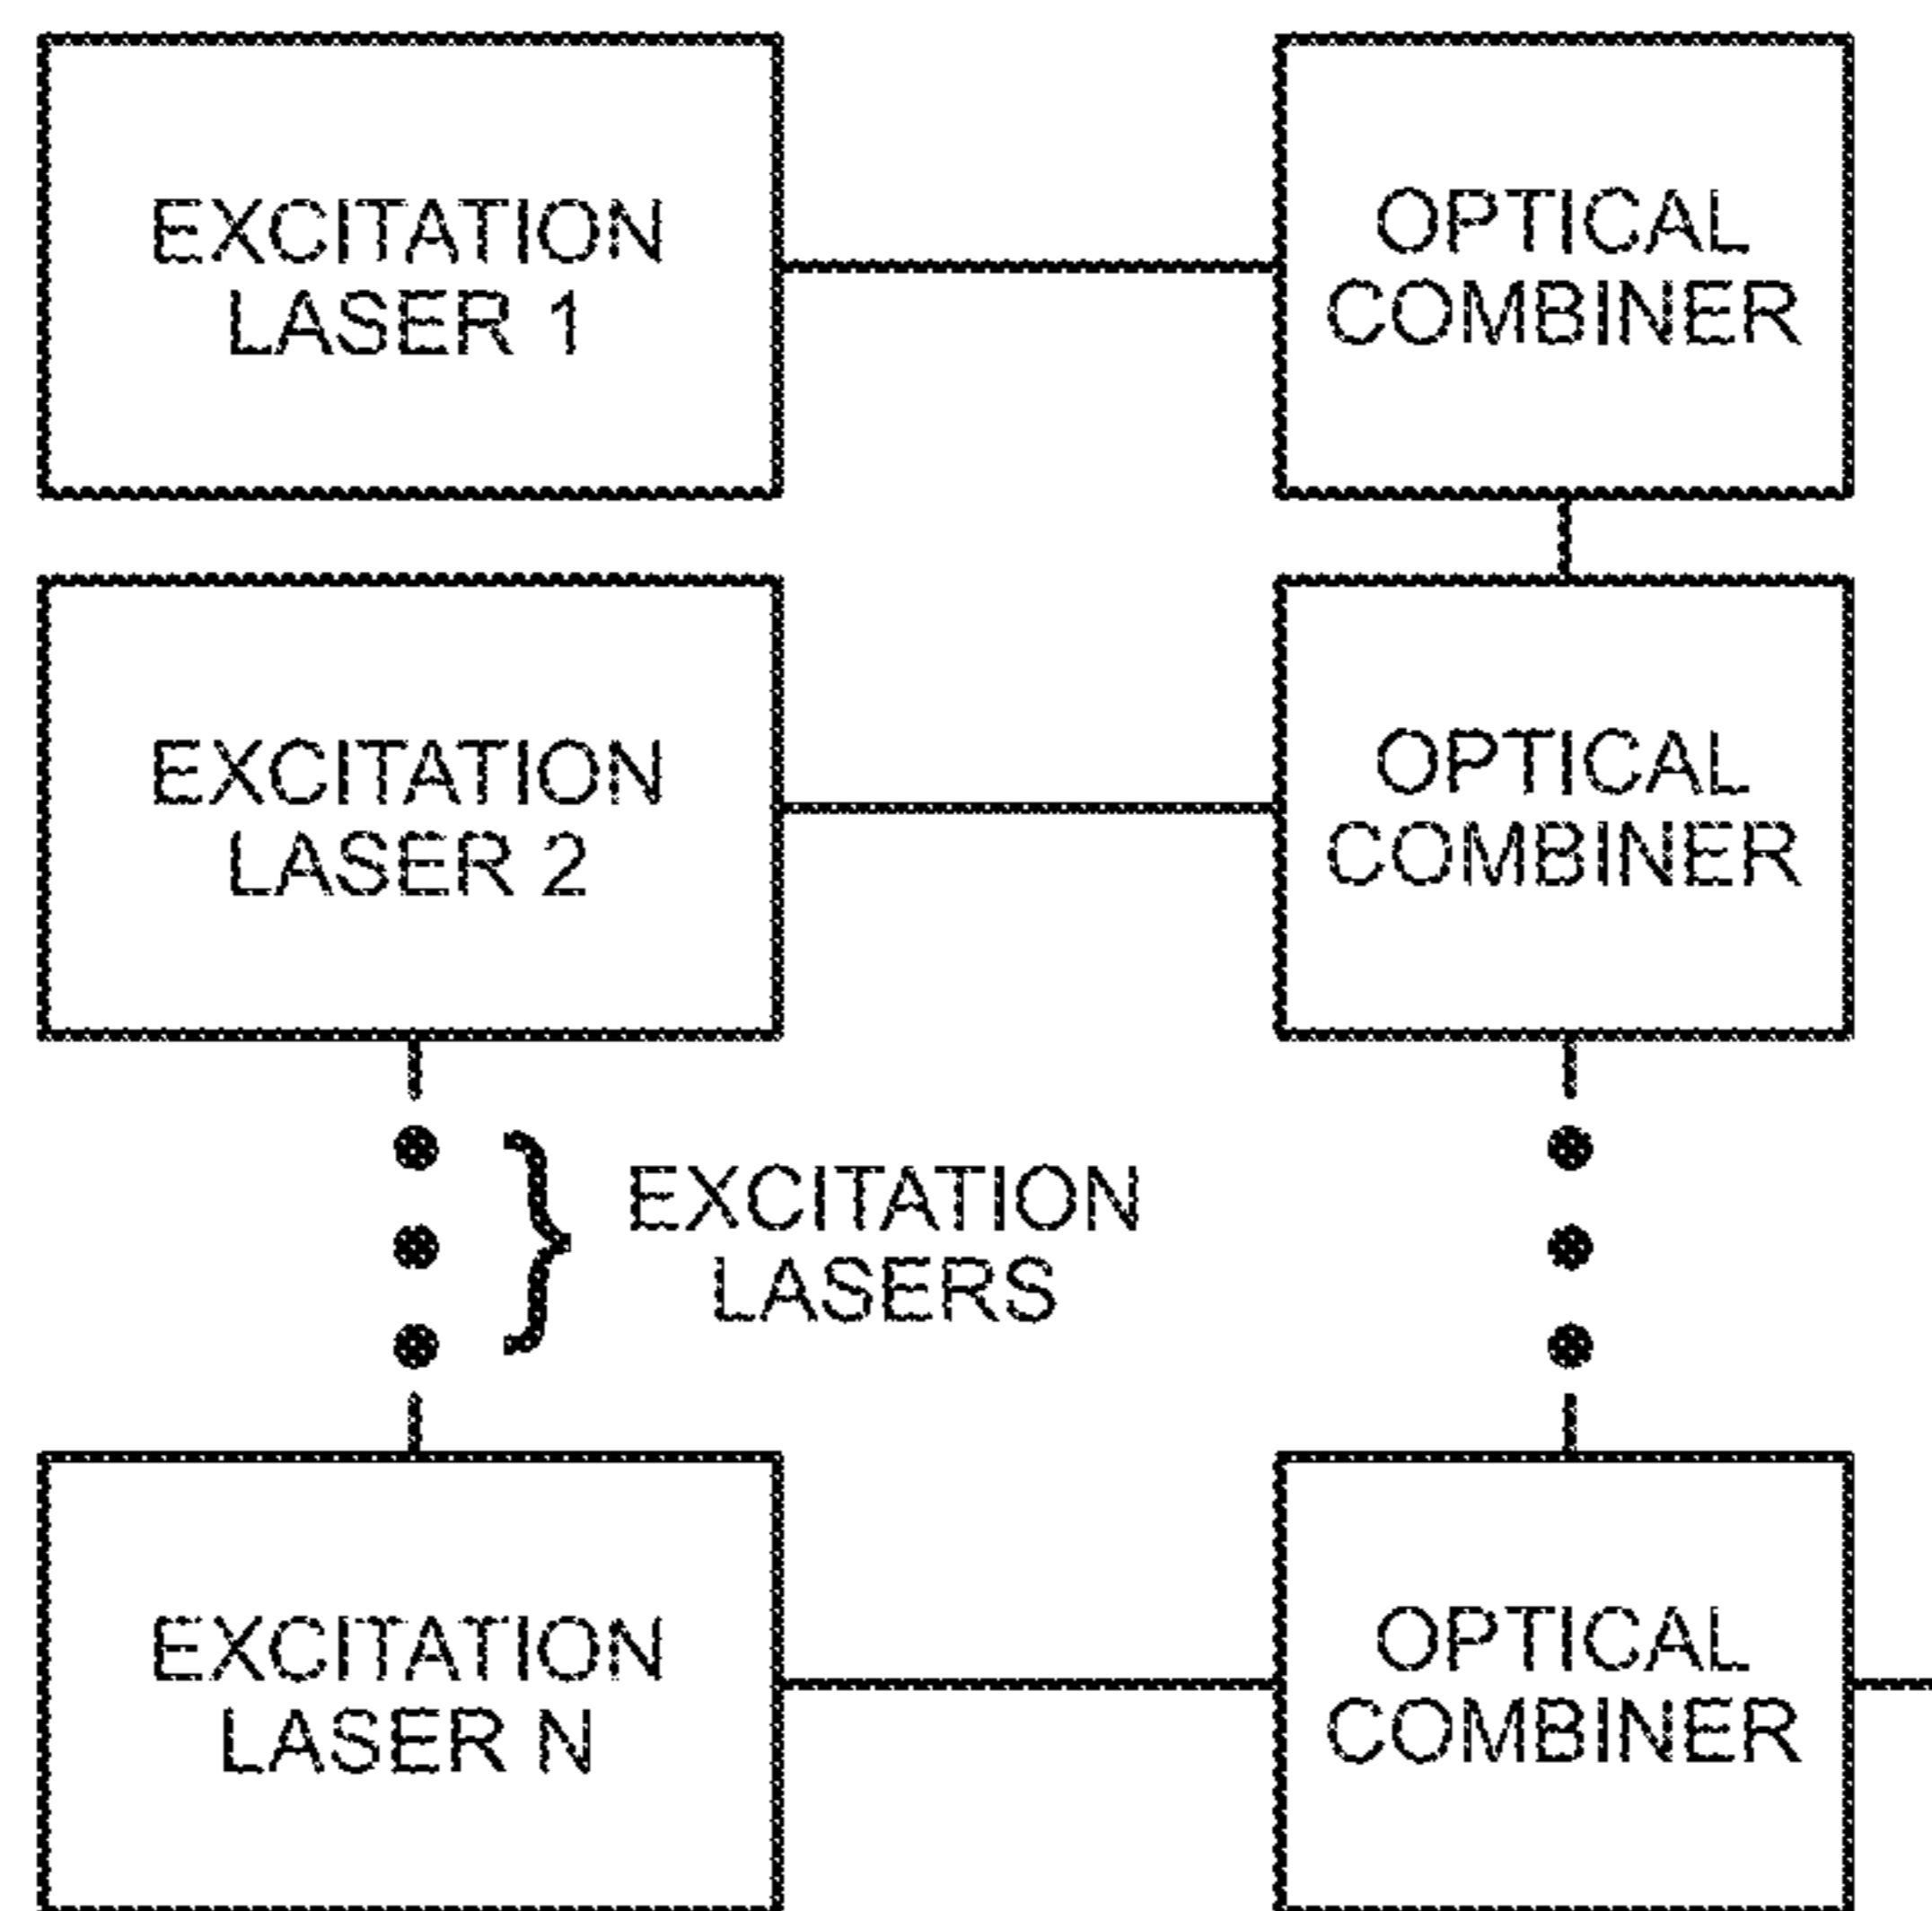 EXCITATION
LASER 1
OPTICAL
COMBINER
EXCITATION
LASER 2
OPTICAL
COMBINER
EXCITATION
LASERS
EXCITATION
LASER N
OPTICAL
COMBINER